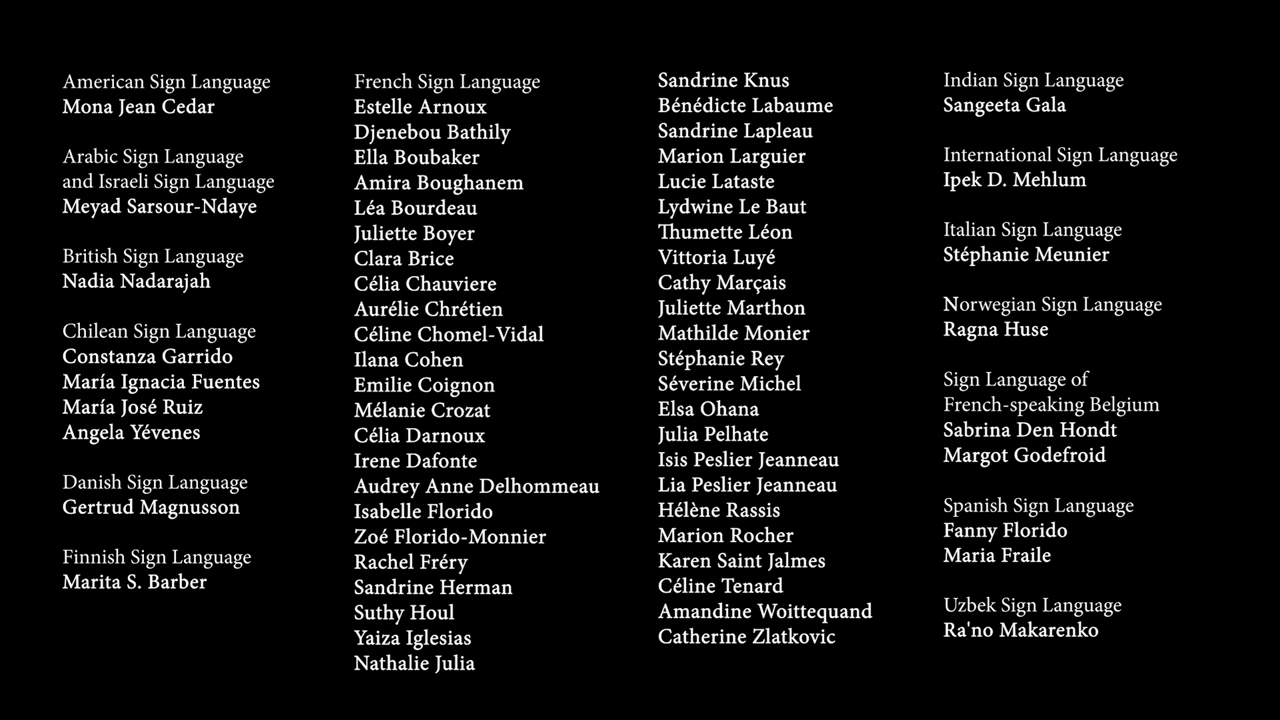 American Sign Language
Mona Jean Cedar
Arabic Sign Language
and Israeli Sign Language
Meyad Sarsour-Ndaye
British Sign Language
Nadia Nadarajah
Chilean Sign Language
Constanza Garrido
María Ignacia Fuentes
María José Ruiz
Angela Yévenes
Danish Sign Language
Gertrud Magnusson
Finnish Sign Language
Marita S. Barber
French Sign Language
Estelle Arnoux
Djenebou Bathily
Ella Boubaker
Amira Boughanem
Léa Bourdeau
Juliette Boyer
Clara Brice
Célia Chauviere
Aurélie Chrétien
Céline Chomel-Vidal
Ilana Cohen
Emilie Coignon
Mélanie Crozat
Célia Darnoux
Irene Dafonte
Audrey Anne Delhommeau
Isabelle Florido
Zoé Florido-Monnier
Rachel Fréry
Sandrine Herman
Suthy Houl
Yaiza Iglesias
Nathalie Julia
Sandrine Knus
Bénédicte Labaume
Sandrine Lapleau
Marion Larguier
Lucie Lataste
Lydwine Le Baut
Thumette Léon
Vittoria Luyé
Cathy Marçais
Juliette Marthon
Mathilde Monier
Stéphanie Rey
Séverine Michel
Elsa Ohana
Julia Pelhate
Isis Peslier Jeanneau
Lia Peslier Jeanneau
Hélène Rassis
Marion Rocher
Karen Saint Jalmes
Céline Tenard
Amandine Woittequand
Catherine Zlatkovic
Indian Sign Language
Sangeeta Gala
International Sign Language
Ipek D. Mehlum
Italian Sign Language
Stéphanie Meunier
Norwegian Sign Language
Ragna Huse
Sign Language of
French-speaking Belgium
Sabrina Den Hondt
Margot Godefroid
Spanish Sign Language
Fanny Florido
Maria Fraile
Uzbek Sign Language
Ra'no Makarenko